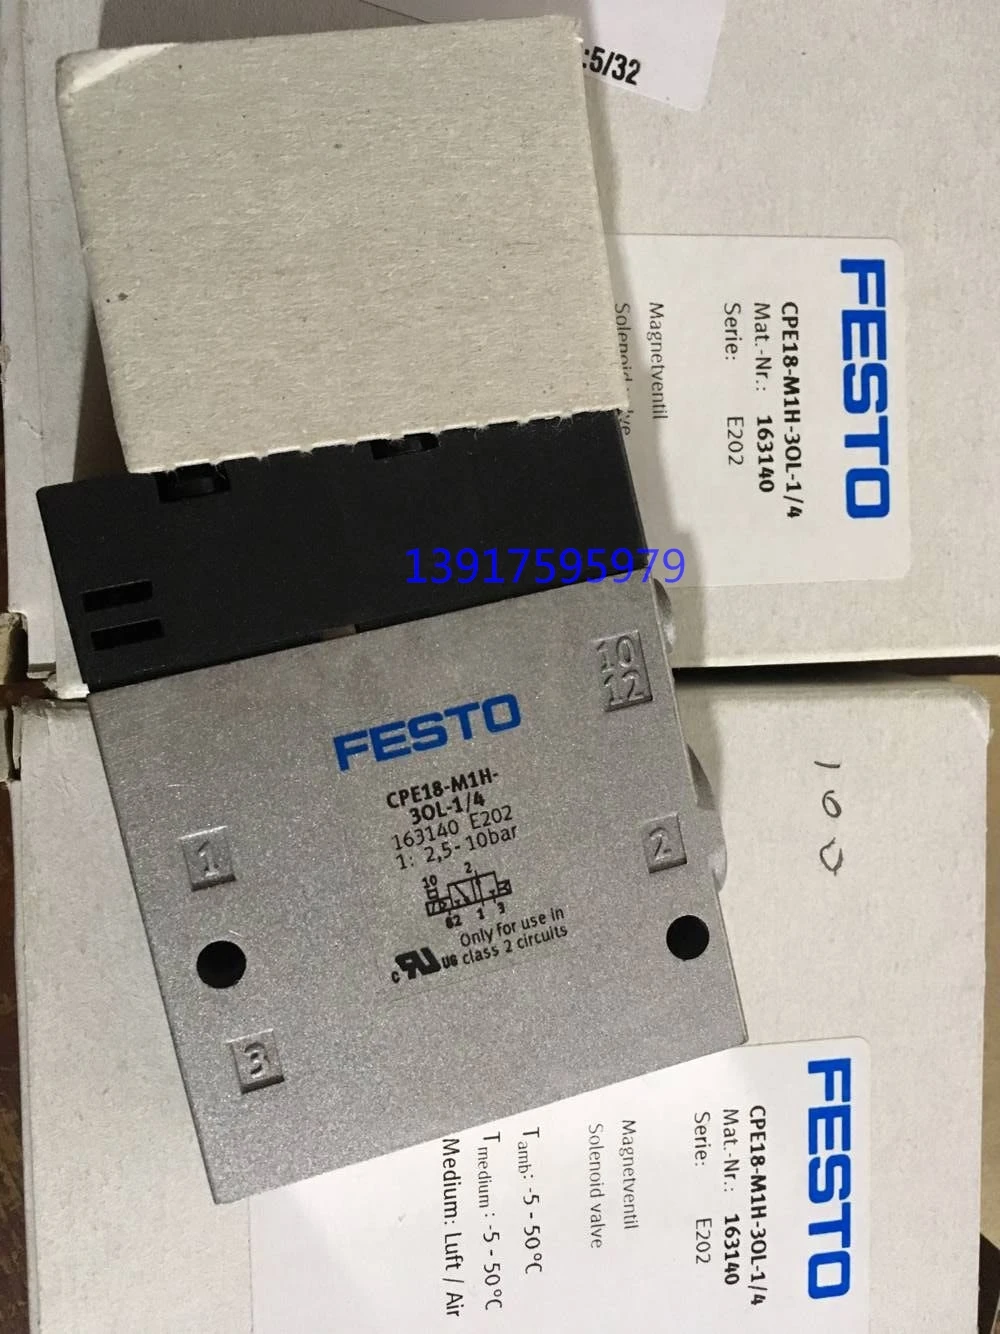 :5/32
FESTO
CPE18-M1H-3OL-1/4
Mat.-Nr.: 163140
Serie: E202
Magnetventil
13917595979
10
12
FESTO
CPE18-M1H-
3OL-1/4
163140 E202
1: 2,5-10bar
10 2
82 1 3
Only for use in
class 2 circuits
c RU us
1
2
100
FESTO
CPE18-M1H-3OL-1/4
Mat.-Nr.: 163140
Serie: E202
Magnetventil
Solenoid valve
Tamb: -5 - 50°C
Tmedium: -5 - 50°C
Medium: Luft / Air